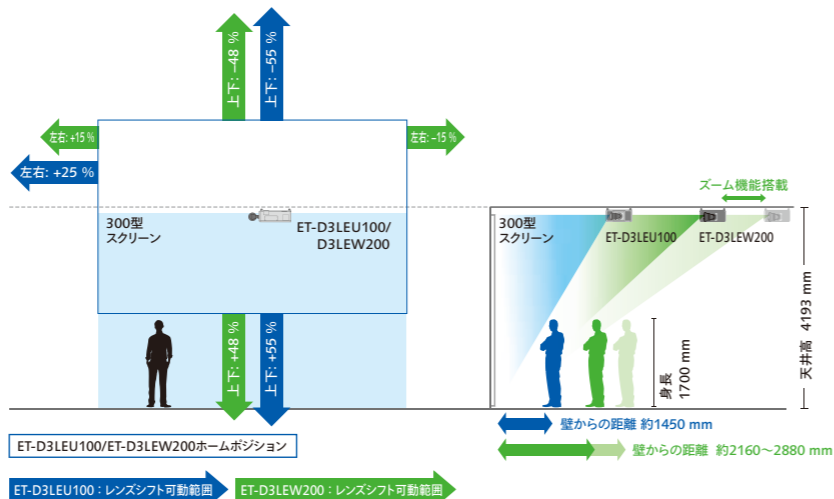 上下: –48 %
上下: –55 %
左右: +15 %
左右: –15 %
左右: +25 %
300型
スクリーン
ET-D3LEU100/
D3LEW200
上下: +48 %
上下: +55 %
ET-D3LEU100/ET-D3LEW200ホームポジション
ET-D3LEU100：レンズシフト可動範囲
ET-D3LEW200：レンズシフト可動範囲
ズーム機能搭載
300型
スクリーン
ET-D3LEU100
ET-D3LEW200
身長
1700 mm
天井高 4193 mm
壁からの距離 約1450 mm
壁からの距離 約2160～2880 mm